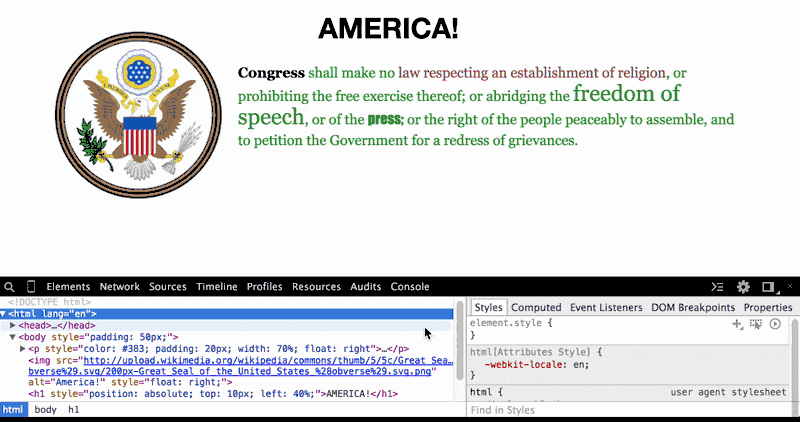 AMERICA!
Congress shall make no law respecting an establishment of religion, or
prohibiting the free exercise thereof; or abridging the freedom of
speech, or of the press; or the right of the people peaceably to assemble, and
to petition the Government for a redress of grievances.
Elements Network Sources Timeline Profiles Resources Audits Console
<!DOCTYPE html>
▼<html lang="en">
▶<head>…</head>
▼<body style="padding: 50px;">
▶<p style="color: #383; padding: 20px; width: 70%; float: right">…</p>
<img src="http://upload.wikimedia.org/wikipedia/commons/thumb/5/5c/Great_Sea…
bverse%29.svg/200px-Great_Seal_of_the_United_States_%28obverse%29.svg.png"
alt="America!" style="float: right;">
<h1 style="position: absolute; top: 10px; left: 40%;">AMERICA!</h1>
html body h1
Styles Computed Event Listeners DOM Breakpoints Properties
element.style {
}
html[Attributes Style] {
-webkit-locale: en;
}
html { user agent stylesheet
Find in Styles